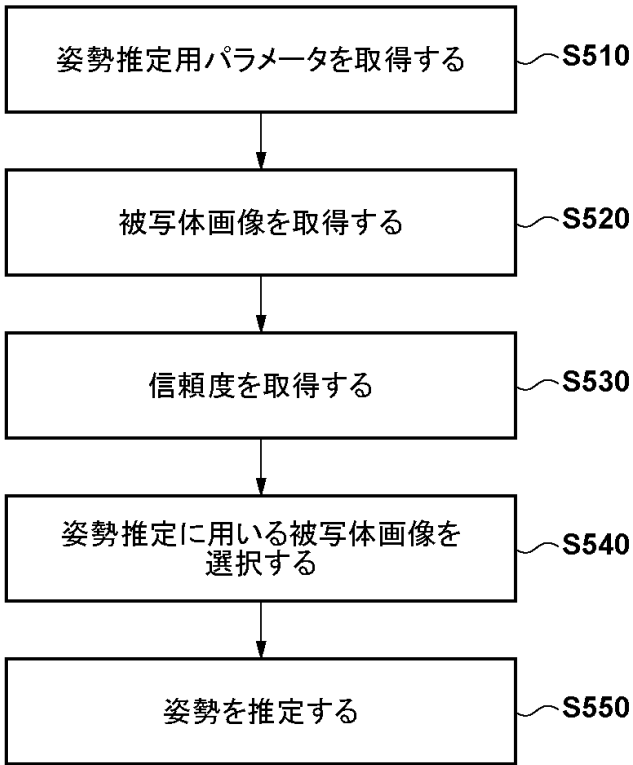 姿勢推定用パラメータを取得する
S510
被写体画像を取得する
S520
信頼度を取得する
S530
姿勢推定に用いる被写体画像を
選択する
S540
姿勢を推定する
S550